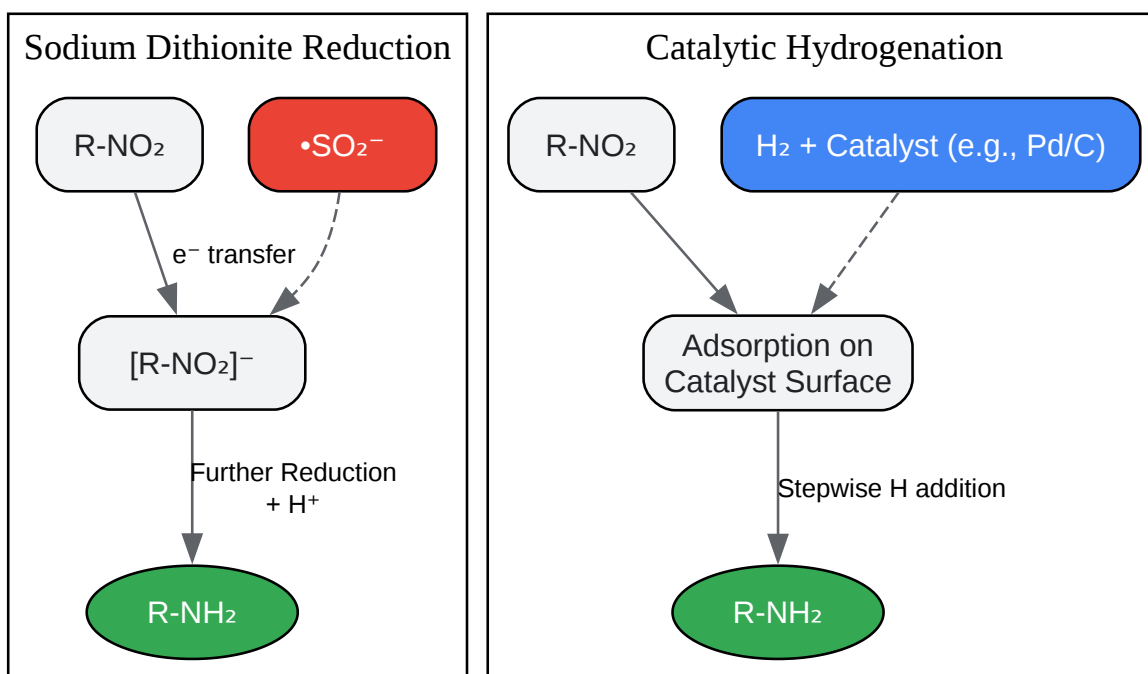 Sodium Dithionite Reduction
R-NO₂
•SO₂⁻
e⁻ transfer
[R-NO₂]⁻
Further Reduction
+ H⁺
R-NH₂
Catalytic Hydrogenation
R-NO₂
H₂ + Catalyst (e.g., Pd/C)
Adsorption on
Catalyst Surface
Stepwise H addition
R-NH₂